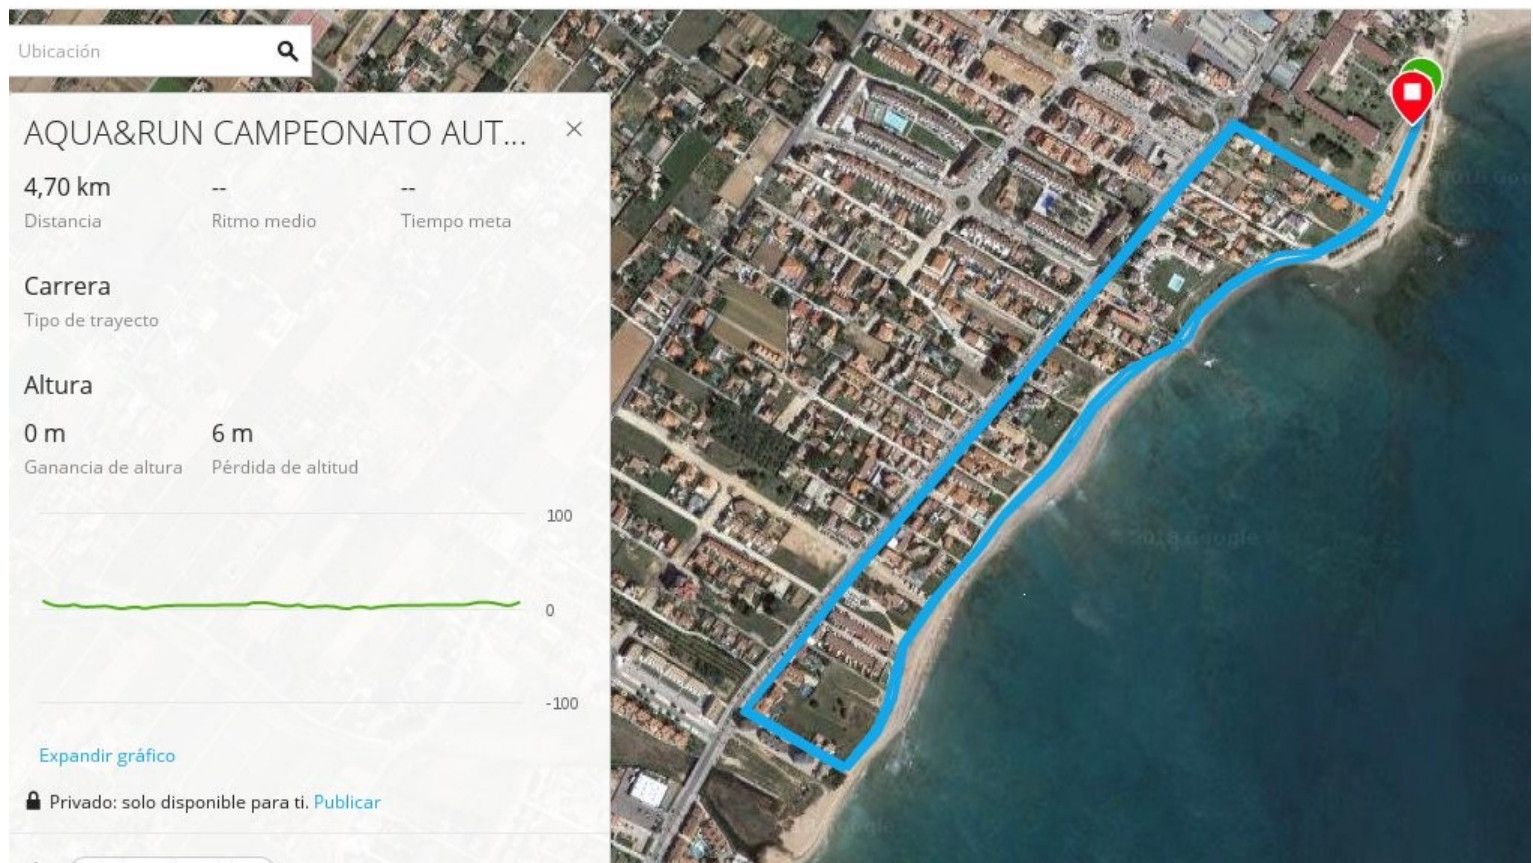 Ubicación
AQUA&RUN CAMPEONATO AUT...
4,70 km -- --
Distancia Ritmo medio Tiempo meta
Carrera
Tipo de trayecto
Altura
0 m 6 m
Ganancia de altura Pérdida de altitud
100
0
-100
Expandir gráfico
Privado: solo disponible para ti. Publicar
2018 Google